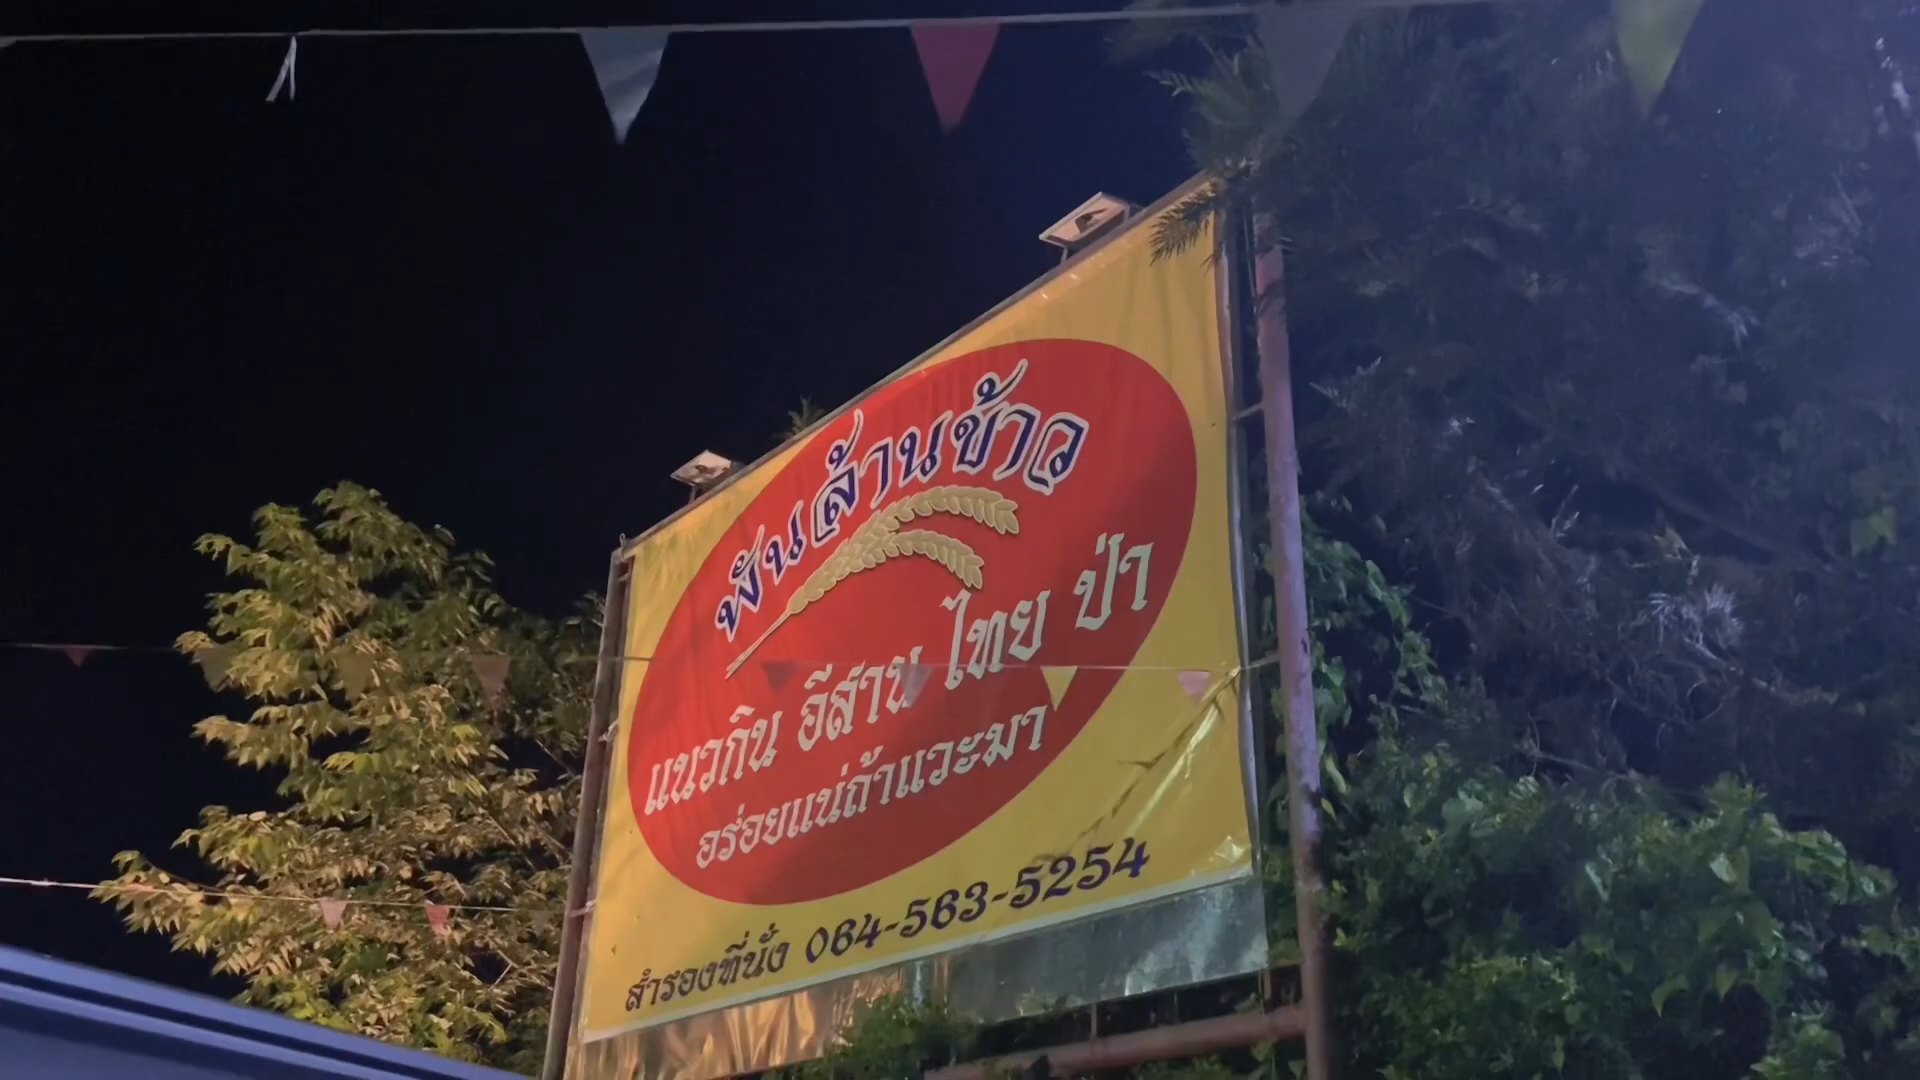 พันล้านข้าว
แนวกิน อีสาน ไทย ป่า
อร่อยแน่ถ้าแวะมา
สำรองที่นั่ง 064-563-5254